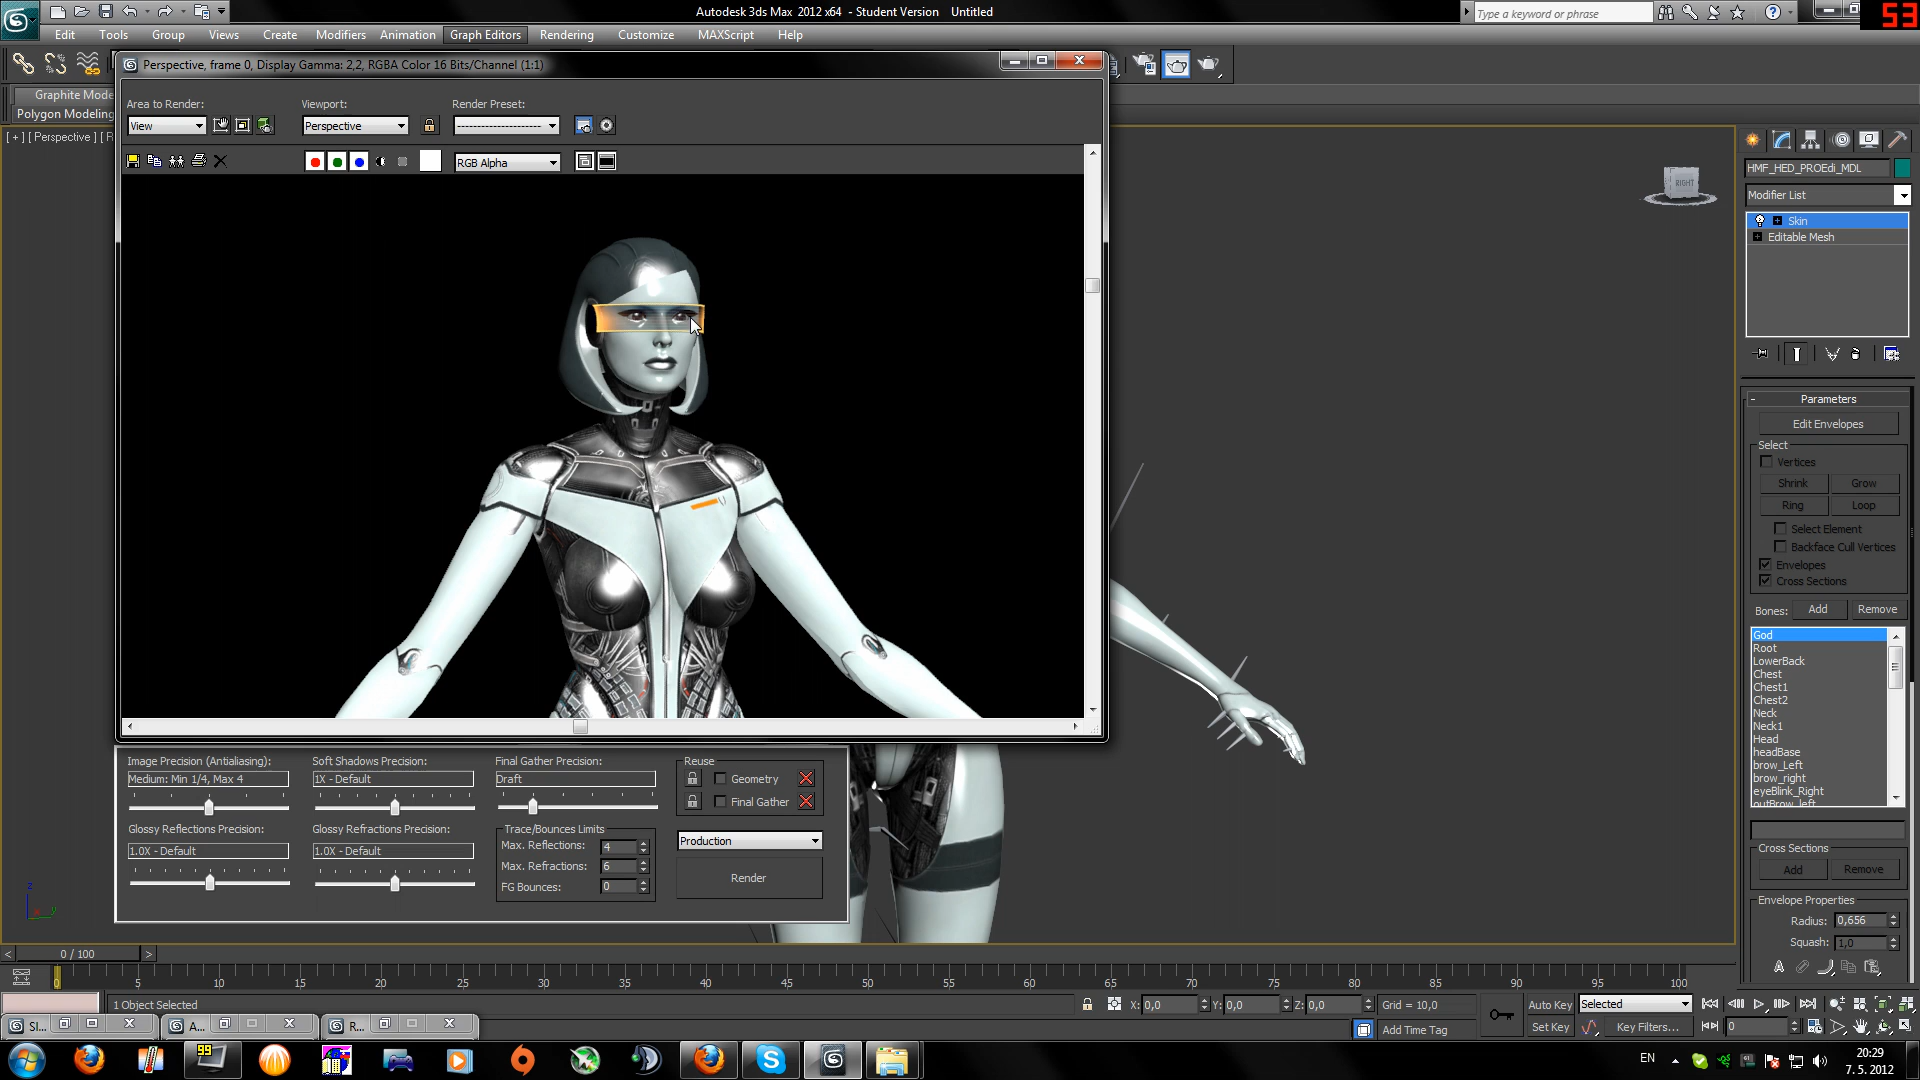 Autodesk 3ds Max 2012 x64 - Student Version Untitled
Type a keyword or phrase
53
Edit Tools Group Views Create Modifiers Animation Graph Editors Rendering Customize MAXScript Help
Perspective, frame 0, Display Gamma: 2,2, RGBA Color 16 Bits/Channel (1:1)
Graphite Mode
Polygon Modeling
[ + ] [ Perspective ] [ R
Area to Render:
View
Viewport:
Perspective
Render Preset:
RGB Alpha
RIGHT
HMF_HED_PROEdi_MDL
Modifier List
Skin
Editable Mesh
Parameters
Edit Envelopes
Select
Vertices
Shrink Grow
Ring Loop
Select Element
Backface Cull Vertices
Envelopes
Cross Sections
Bones: Add Remove
God
Root
LowerBack
Chest
Chest1
Chest2
Neck
Neck1
Head
headBase
brow_Left
brow_right
eyeBlink_Right
outBrow_left
Cross Sections
Add Remove
Envelope Properties
Radius: 0,656
Squash: 1,0
Image Precision (Antialiasing):
Medium: Min 1/4, Max 4
Soft Shadows Precision:
1X - Default
Final Gather Precision:
Draft
Glossy Reflections Precision:
1.0X - Default
Glossy Refractions Precision:
1.0X - Default
Trace/Bounces Limits
Max. Reflections: 4
Max. Refractions: 6
FG Bounces: 0
Reuse
Geometry
Final Gather
Production
Render
< 0 / 100 >
0 5 10 15 20 25 30 35 40 45 50 55 60 65 70 75 80 85 90 95 100
1 Object Selected
X: 0,0 Y: 0,0 Z: 0,0 Grid = 10,0
Add Time Tag
Auto Key Selected
Set Key Key Filters... 0
Sl... A... R...
99
EN
20:29
7. 5. 2012